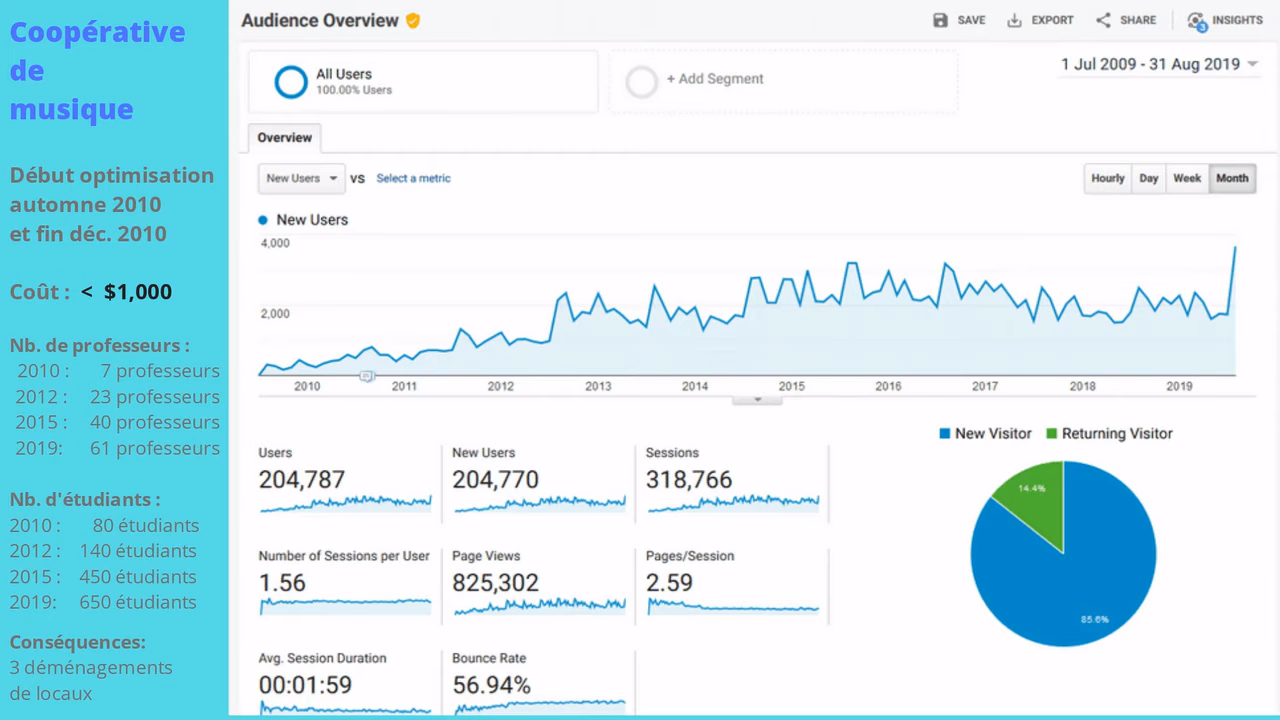 Coopérative
de
musique
Début optimisation
automne 2010
et fin déc. 2010
Coût : < $1,000
Nb. de professeurs :
2010 : 7 professeurs
2012 : 23 professeurs
2015 : 40 professeurs
2019: 61 professeurs
Nb. d'étudiants :
2010 : 80 étudiants
2012 : 140 étudiants
2015 : 450 étudiants
2019: 650 étudiants
Conséquences:
3 déménagements
de locaux
Audience Overview
SAVE EXPORT SHARE INSIGHTS
3
All Users
100.00% Users
+ Add Segment
1 Jul 2009 - 31 Aug 2019
Overview
New Users VS Select a metric
Hourly Day Week Month
New Users
4,000
2,000
2010 2011 2012 2013 2014 2015 2016 2017 2018 2019
New Visitor Returning Visitor
14.4%
85.6%
Users
204,787
New Users
204,770
Sessions
318,766
Number of Sessions per User
1.56
Page Views
825,302
Pages/Session
2.59
Avg. Session Duration
00:01:59
Bounce Rate
56.94%